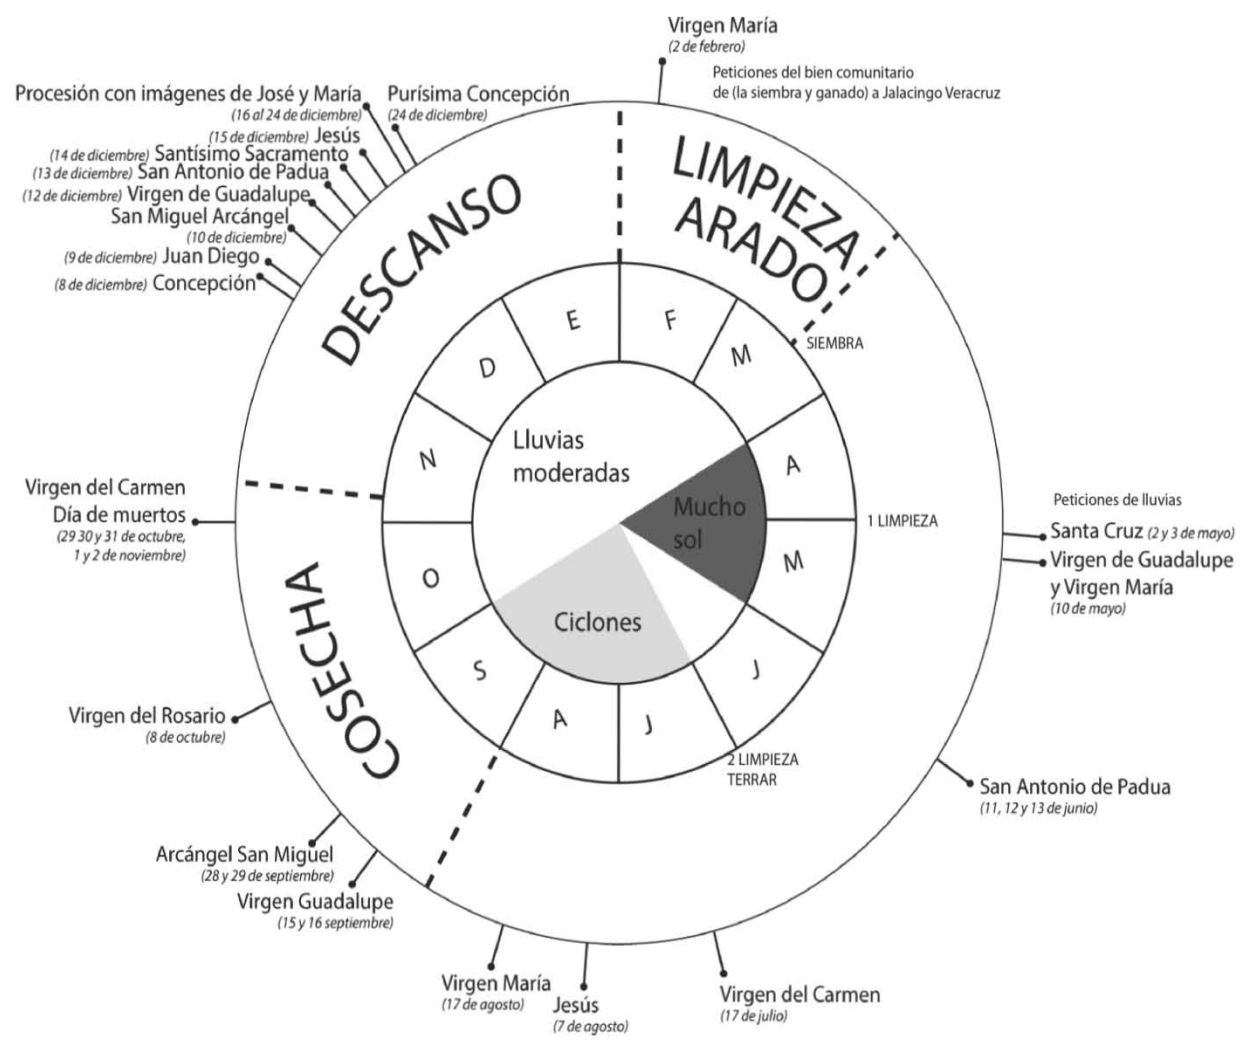 Virgen María
(2 de febrero)
Peticiones del bien comunitario
de (la siembra y ganado) a Jalacingo Veracruz
Procesión con imágenes de José y María
(16 al 24 de diciembre)
Purísima Concepción
(24 de diciembre)
(15 de diciembre) Jesús
(14 de diciembre) Santísimo Sacramento
(13 de diciembre) San Antonio de Padua
(12 de diciembre) Virgen de Guadalupe
San Miguel Arcángel
(10 de diciembre)
(9 de diciembre) Juan Diego
(8 de diciembre) Concepción
DESCANSO
LIMPIEZA
ARADO
SIEMBRA
E
F
D
M
N
A
O
M
S
J
A
J
Lluvias
moderadas
Mucho
sol
Ciclones
1 LIMPIEZA
2 LIMPIEZA
TERRAR
COSECHA
Peticiones de lluvias
Santa Cruz (2 y 3 de mayo)
Virgen de Guadalupe
y Virgen María
(10 de mayo)
San Antonio de Padua
(11, 12 y 13 de junio)
Virgen del Carmen
(17 de julio)
Jesús
(7 de agosto)
Virgen María
(17 de agosto)
Virgen Guadalupe
(15 y 16 septiembre)
Arcángel San Miguel
(28 y 29 de septiembre)
Virgen del Rosario
(8 de octubre)
Virgen del Carmen
Día de muertos
(29 30 y 31 de octubre,
1 y 2 de noviembre)